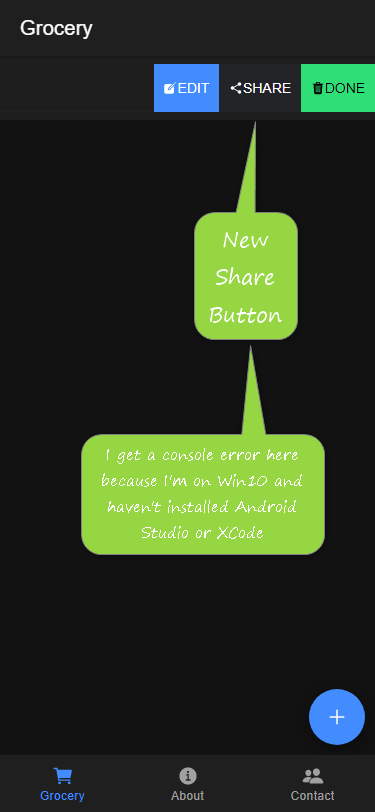 Grocery
EDIT SHARE DONE
New
Share
Button
I get a console error here
because I'm on Win10 and
haven't installed Android
Studio or XCode
Grocery About Contact